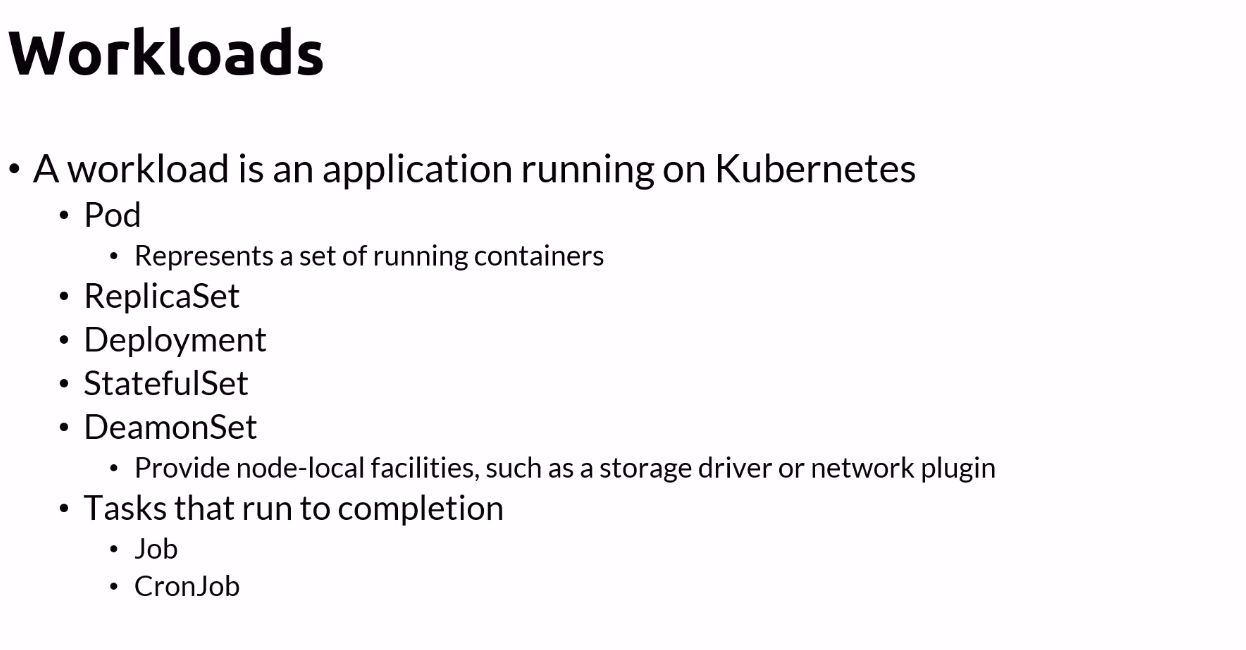 Workloads
• A workload is an application running on Kubernetes
• Pod
• Represents a set of running containers
• ReplicaSet
• Deployment
• StatefulSet
• DeamonSet
• Provide node-local facilities, such as a storage driver or network plugin
• Tasks that run to completion
• Job
• CronJob